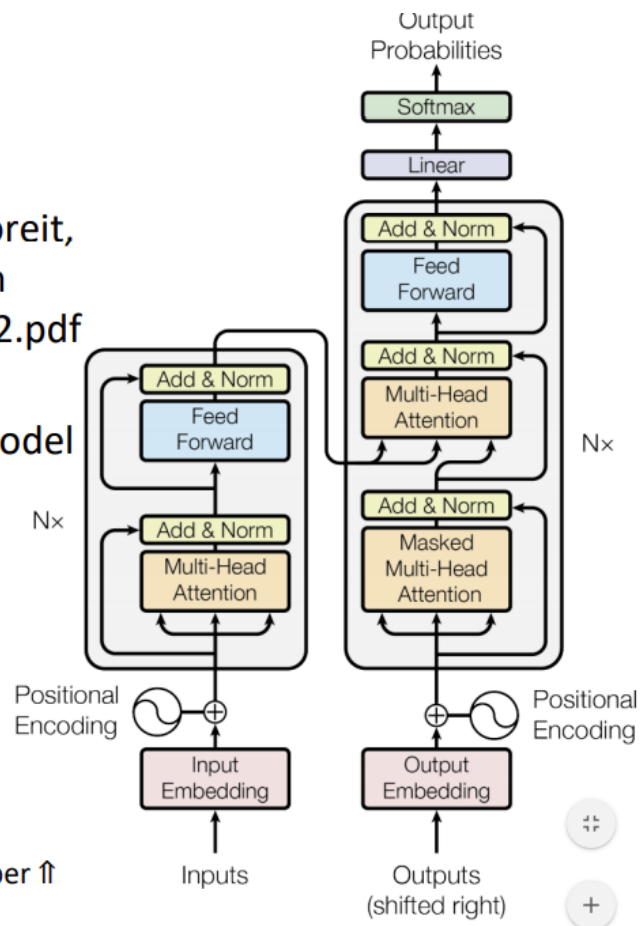 Output
Probabilities
Softmax
Linear
Add & Norm
Feed
Forward
Add & Norm
Multi-Head
Attention
Nx
Add & Norm
Masked
Multi-Head
Attention
Positional
Encoding
Output
Embedding
Outputs
(shifted right)
2.pdf
Add & Norm
Feed
Forward
Nx
Add & Norm
Multi-Head
Attention
Positional
Encoding
Input
Embedding
Inputs
⇑
+